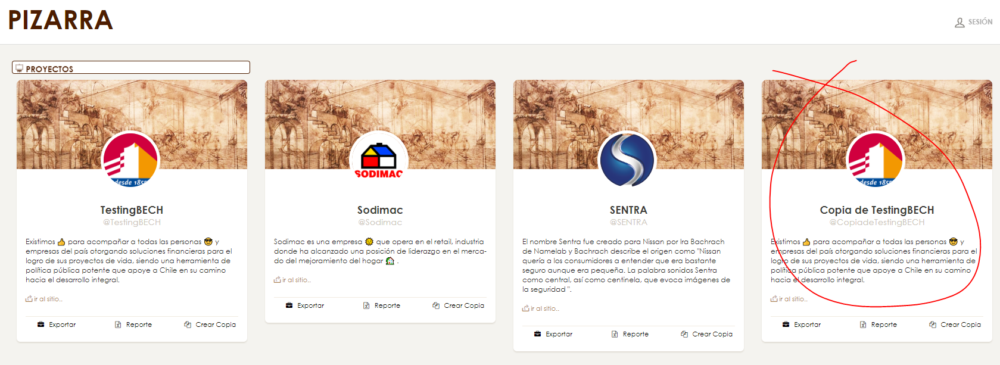 PIZARRA
SESIÓN
PROYECTOS
desde 185
TestingBECH
@TestingBECH
Existimos 👍 para acompañar a todas las personas 😎 y
empresas del país otorgando soluciones financieras para el
logro de sus proyectos de vida, siendo una herramienta de
política pública potente que apoye a Chile en su camino
hacia el desarrollo integral.
ir al sitio..
Exportar
Reporte
Crear Copia
SODIMAC
Sodimac
@Sodimac
Sodimac es una empresa 🌞 que opera en el retail, industria
donde ha alcanzado una posición de liderazgo en el merca-
do del mejoramiento del hogar 🏠 .
ir al sitio..
Exportar
Reporte
Crear Copia
SENTRA
@SENTRA
El nombre Sentra fue creado para Nissan por Ira Bachrach
de Namelab y Bachrach describe el origen como "Nissan
quería a los consumidores a entender que era bastante
seguro aunque era pequeña. La palabra sonidos Sentra
como central, así como centinela, que evoca imágenes de
la seguridad ".
ir al sitio..
Exportar
Reporte
Crear Copia
desde 185
Copia de TestingBECH
@CopiadeTestingBECH
Existimos 👍 para acompañar a todas las personas 😎 y
empresas del país otorgando soluciones financieras para el
logro de sus proyectos de vida, siendo una herramienta de
política pública potente que apoye a Chile en su camino
hacia el desarrollo integral.
ir al sitio..
Exportar
Reporte
Crear Copia